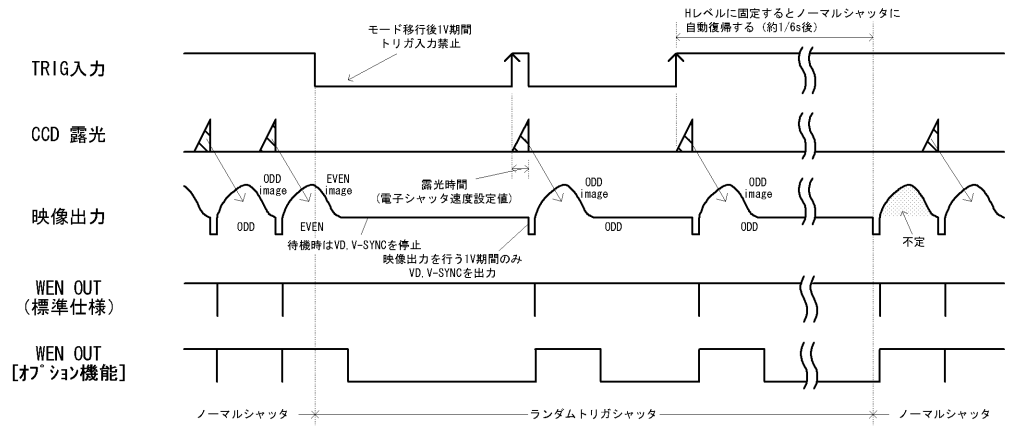 Hレベルに固定するとノーマルシャッタに
自動復帰する (約1/6s後)
モード移行後1V期間
トリガ入力禁止
TRIG入力
CCD 露光
ODD
image
EVEN
image
露光時間
(電子シャッタ速度設定値)
ODD
image
ODD
image
映像出力
ODD
EVEN
ODD
ODD
不定
待機時はVD,V-SYNCを停止
映像出力を行う1V期間のみ
VD,V-SYNCを出力
WEN OUT
(標準仕様)
WEN OUT
[オプション機能]
ノーマルシャッタ
ランダムトリガシャッタ
ノーマルシャッタ